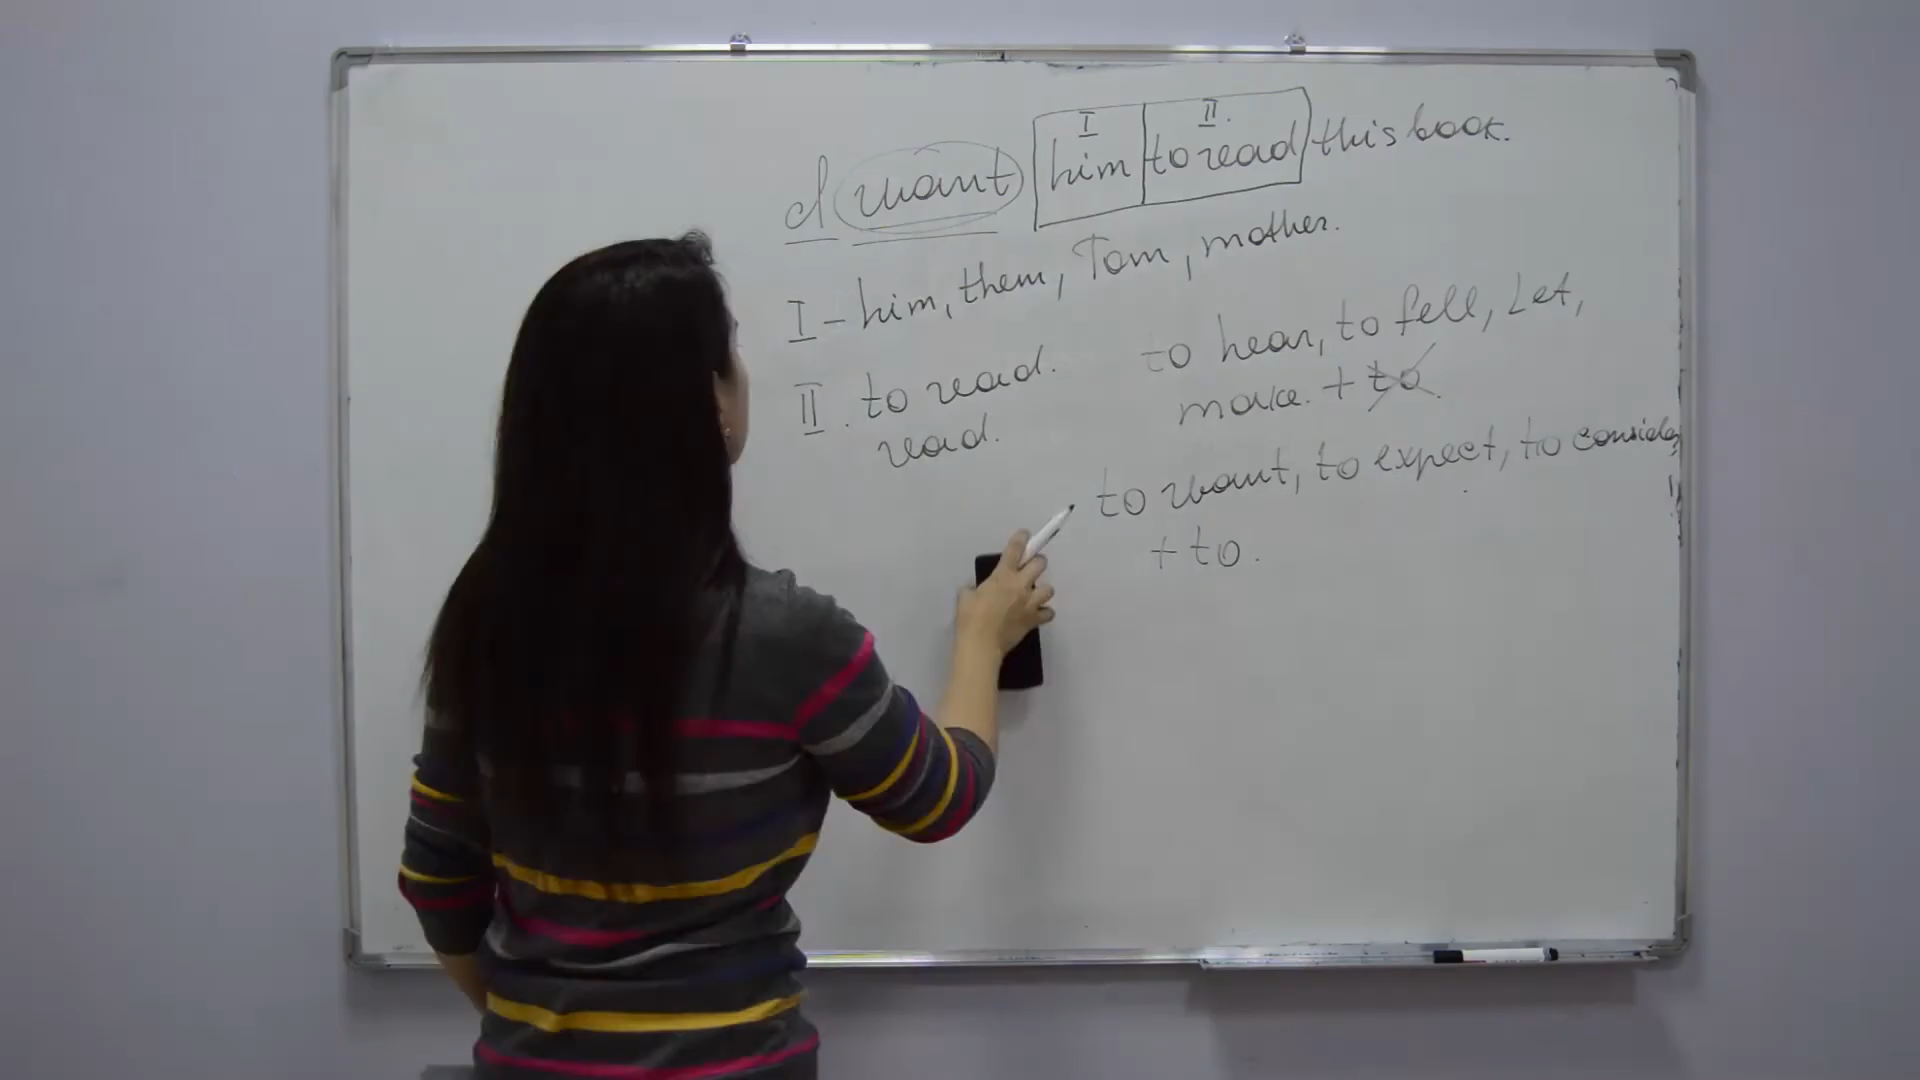 I II.
I want him to read this book.
I - him, them, Tom, mother.
II. to read.
read.
to hear, to fell, Let,
make. + to.
to want, to expect, to consider,
+ to.